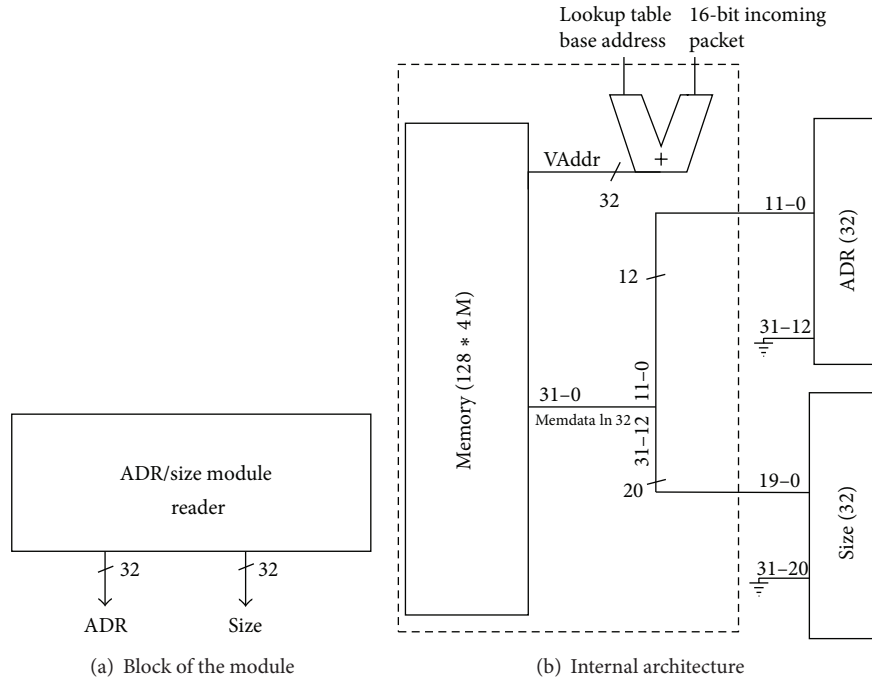 Lookup table
base address
16-bit incoming
packet
+
VAddr
32
11–0
ADR (32)
12
31–12
Memory (128 * 4 M)
31–0
Memdata ln 32
11–0
31–12
20
19–0
Size (32)
31–20
ADR/size module
reader
32
32
ADR
Size
(a) Block of the module
(b) Internal architecture